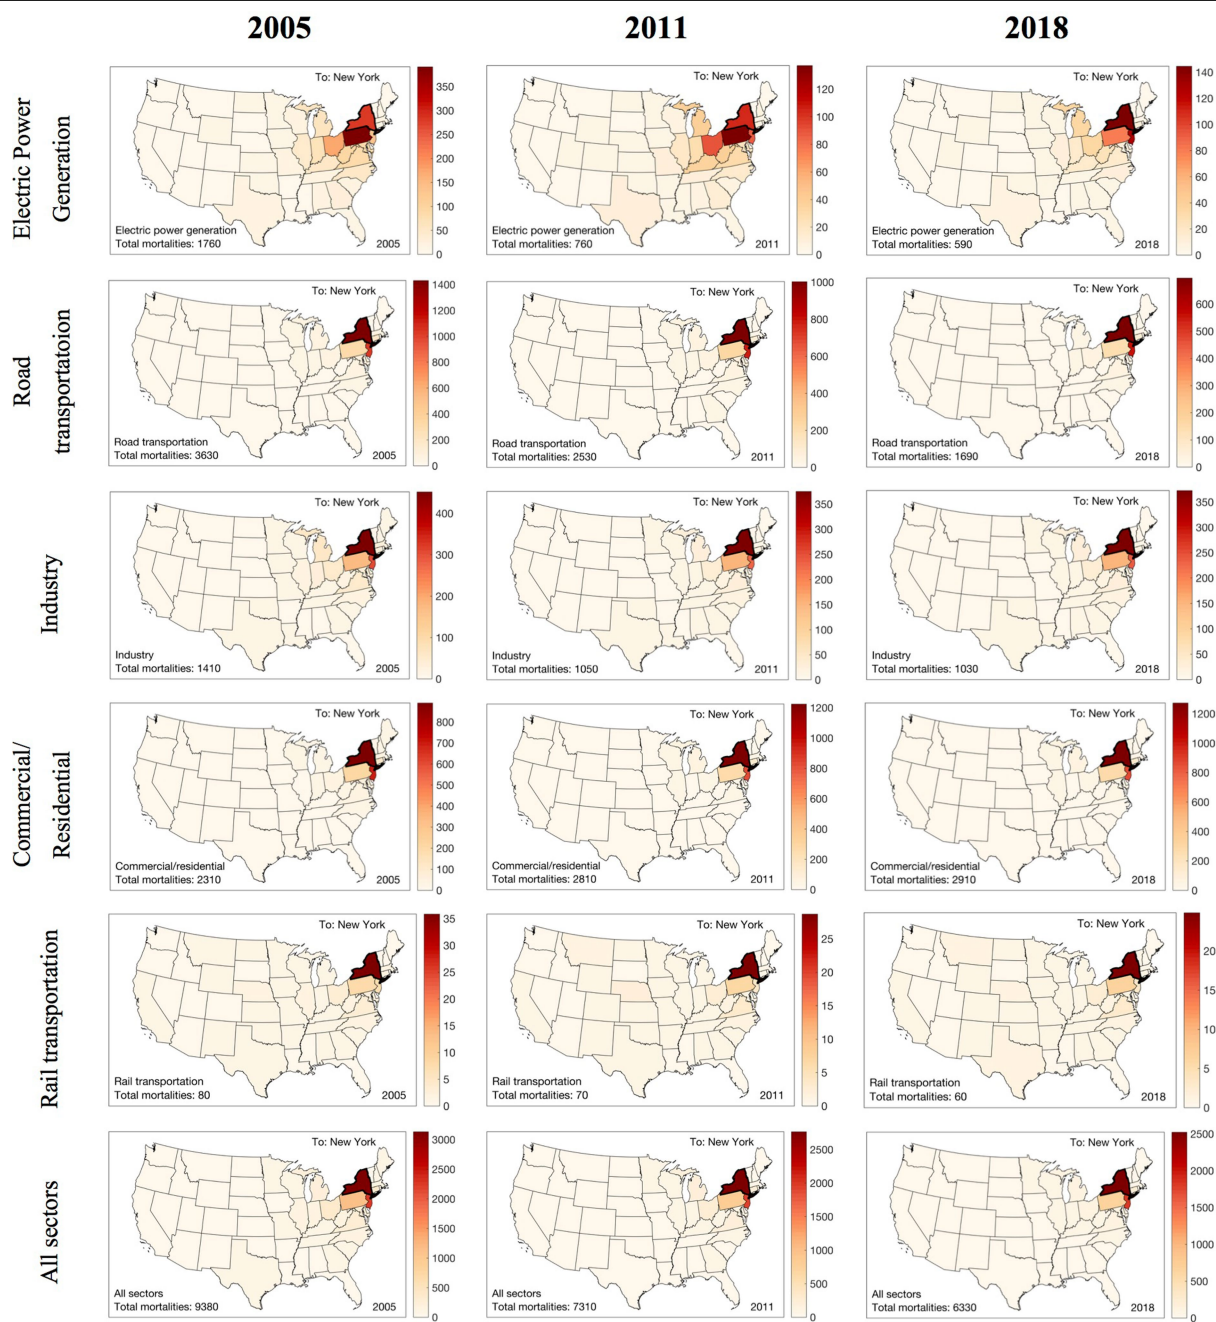 2005
2011
2018
Electric Power
Generation
To: New York
Electric power generation
Total mortalities: 1760
2005
350
300
250
200
150
100
50
0
To: New York
Electric power generation
Total mortalities: 760
2011
120
100
80
60
40
20
0
To: New York
Electric power generation
Total mortalities: 590
2018
140
120
100
80
60
40
20
0
Road
transportatoion
To: New York
Road transportation
Total mortalities: 3630
2005
1400
1200
1000
800
600
400
200
0
To: New York
Road transportation
Total mortalities: 2530
2011
1000
800
600
400
200
0
To: New York
Road transportation
Total mortalities: 1690
2018
600
500
400
300
200
100
0
Industry
To: New York
Industry
Total mortalities: 1410
2005
400
300
200
100
0
To: New York
Industry
Total mortalities: 1050
2011
350
300
250
200
150
100
50
0
To: New York
Industry
Total mortalities: 1030
2018
350
300
250
200
150
100
50
0
Commercial/
Residential
To: New York
Commercial/residential
Total mortalities: 2310
2005
800
700
600
500
400
300
200
100
0
To: New York
Commercial/residential
Total mortalities: 2810
2011
1200
1000
800
600
400
200
0
To: New York
Commercial/residential
Total mortalities: 2910
2018
1200
1000
800
600
400
200
0
Rail transportation
To: New York
Rail transportation
Total mortalities: 80
2005
35
30
25
20
15
10
5
0
To: New York
Rail transportation
Total mortalities: 70
2011
25
20
15
10
5
0
To: New York
Rail transportation
Total mortalities: 60
2018
20
15
10
5
0
All sectors
To: New York
All sectors
Total mortalities: 9380
2005
3000
2500
2000
1500
1000
500
0
To: New York
All sectors
Total mortalities: 7310
2011
2500
2000
1500
1000
500
0
To: New York
All sectors
Total mortalities: 6330
2018
2500
2000
1500
1000
500
0